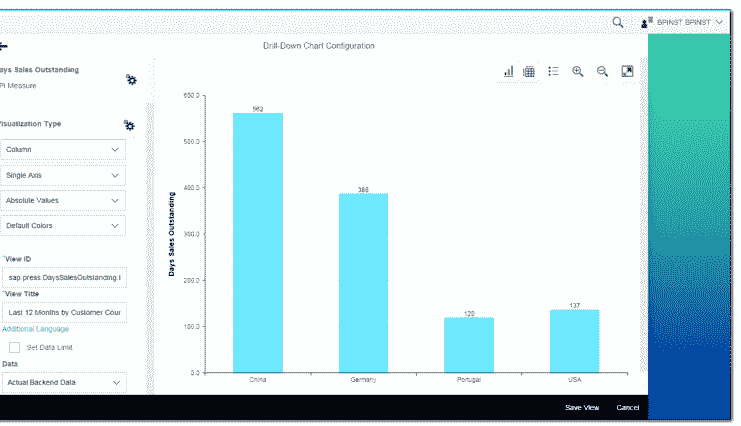 BPINST BPINST
Drill-Down Chart Configuration
ays Sales Outstanding
PI Measure
isualization Type
Column
Single Axis
Absolute Values
Default Colors
*View ID
sap.press.DaysSalesOutstanding.
*View Title
Last 12 Months by Customer Cour
Additional Language
Set Data Limit
Data
Actual Backend Data
Days Sales Outstanding
600.0
500.0
400.0
300.0
200.0
100.0
0.0
562
388
120
137
China
Germany
Portugal
USA
Save View
Cancel